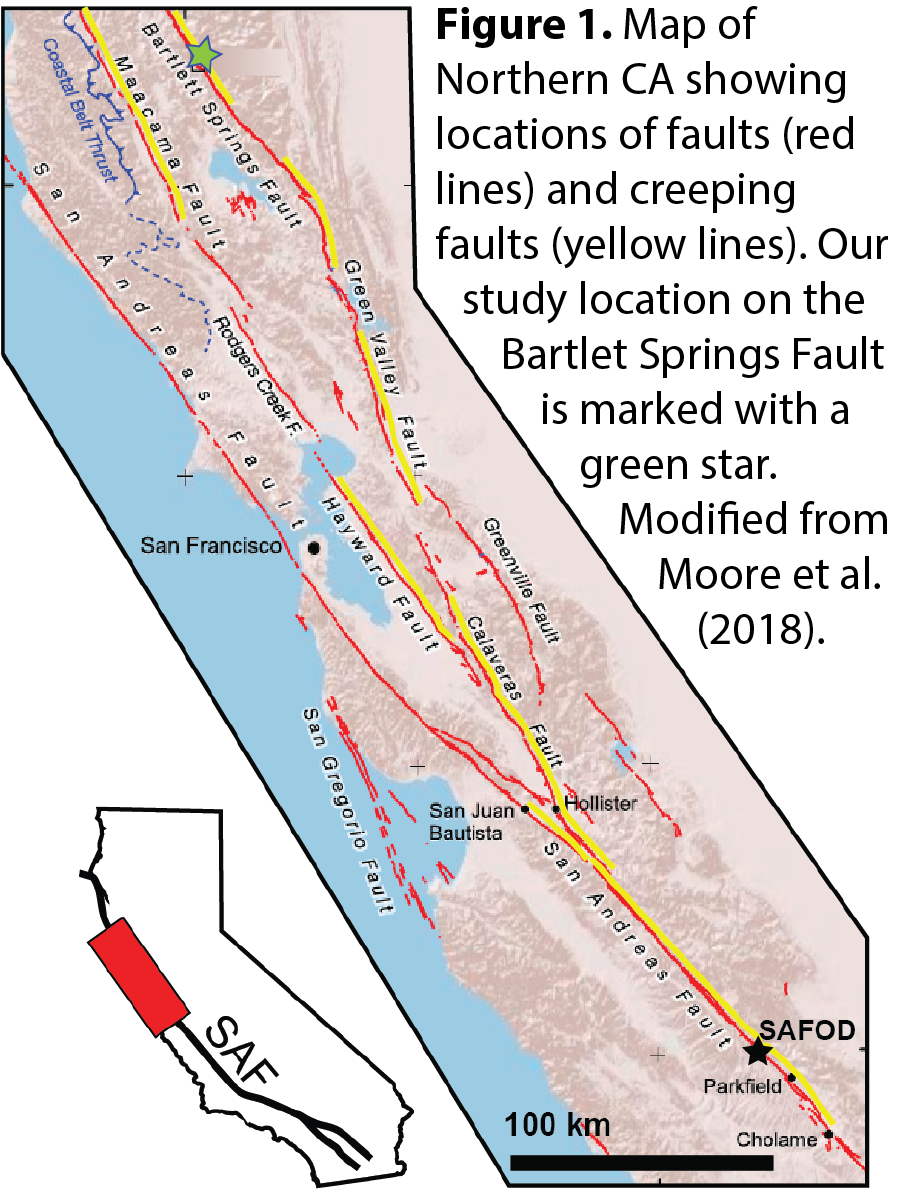 Figure 1. Map of
Northern CA showing
locations of faults (red
lines) and creeping
faults (yellow lines). Our
study location on the
Bartlet Springs Fault
is marked with a
green star.
Modified from
Moore et al.
(2018).
Bartlett Springs Fault
Maacama Fault
Coastal Belt Thrust
San Andreas Fault
Green Valley Fault
Rodgers Creek F.
San Francisco
Hayward Fault
Greenville Fault
Calaveras Fault
San Gregorio Fault
San Juan
Bautista
Hollister
San Andreas Fault
SAFOD
Parkfield
Cholame
100 km
SAF